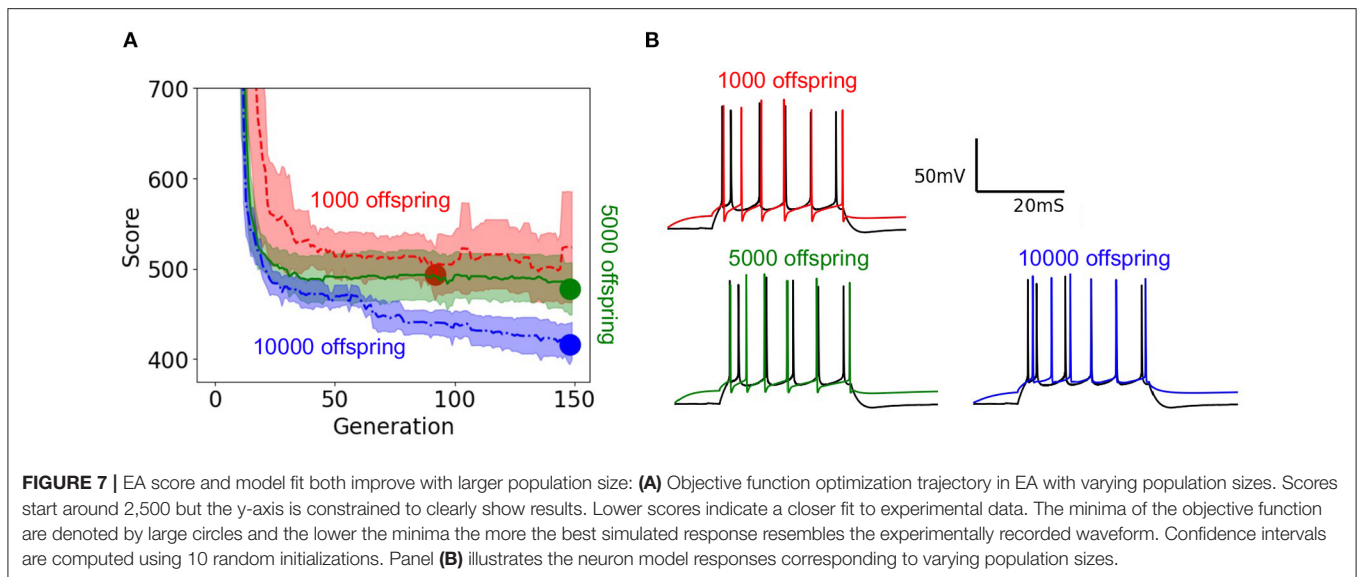 A
B
700
600
500
400
Score
0
50
100
150
Generation
1000 offspring
5000 offspring
10000 offspring
1000 offspring
50mV
20mS
5000 offspring
10000 offspring
FIGURE 7 | EA score and model fit both improve with larger population size: (A) Objective function optimization trajectory in EA with varying population sizes. Scores
start around 2,500 but the y-axis is constrained to clearly show results. Lower scores indicate a closer fit to experimental data. The minima of the objective function
are denoted by large circles and the lower the minima the more the best simulated response resembles the experimentally recorded waveform. Confidence intervals
are computed using 10 random initializations. Panel (B) illustrates the neuron model responses corresponding to varying population sizes.